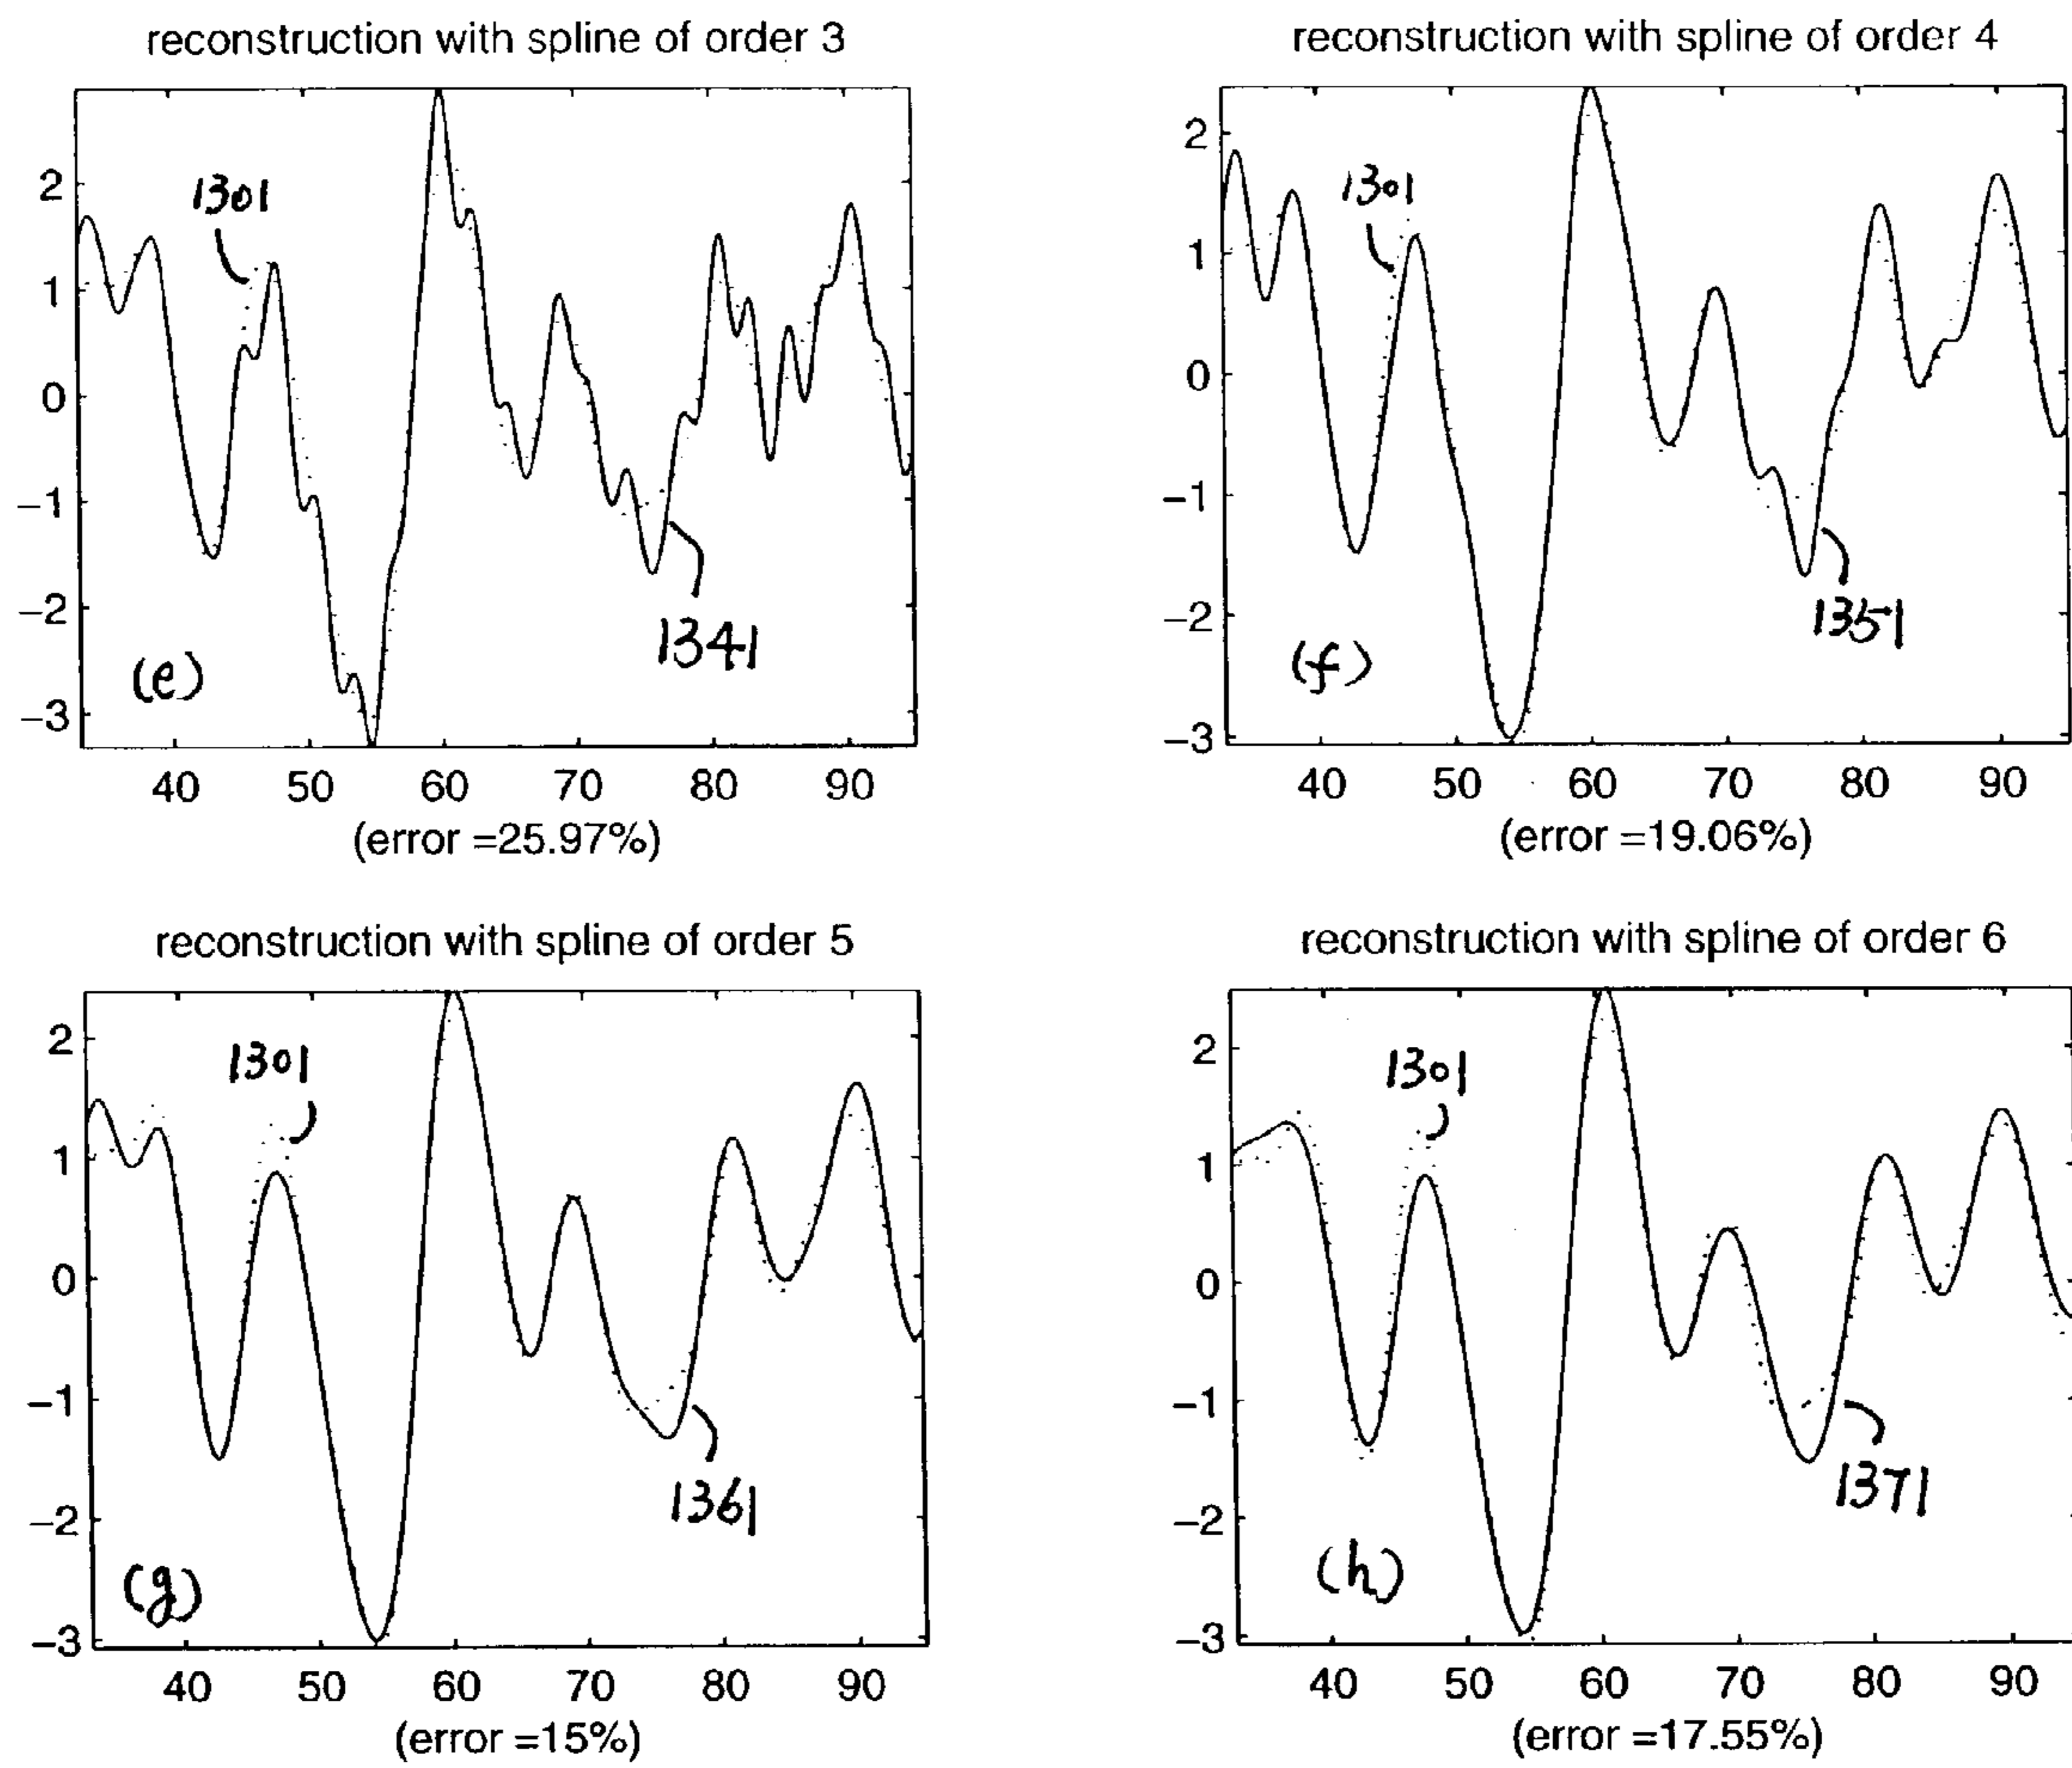 reconstruction with spline of order 3
2
1
0
−1
−2
−3
1301
1341
(e)
40 50 60 70 80 90
(error =25.97%)
reconstruction with spline of order 4
2
1
0
−1
−2
−3
1301
1351
(f)
40 50 60 70 80 90
(error =19.06%)
reconstruction with spline of order 5
2
1
0
−1
−2
−3
1301
1361
(g)
40 50 60 70 80 90
(error =15%)
reconstruction with spline of order 6
2
1
0
−1
−2
−3
1301
1371
(h)
40 50 60 70 80 90
(error =17.55%)